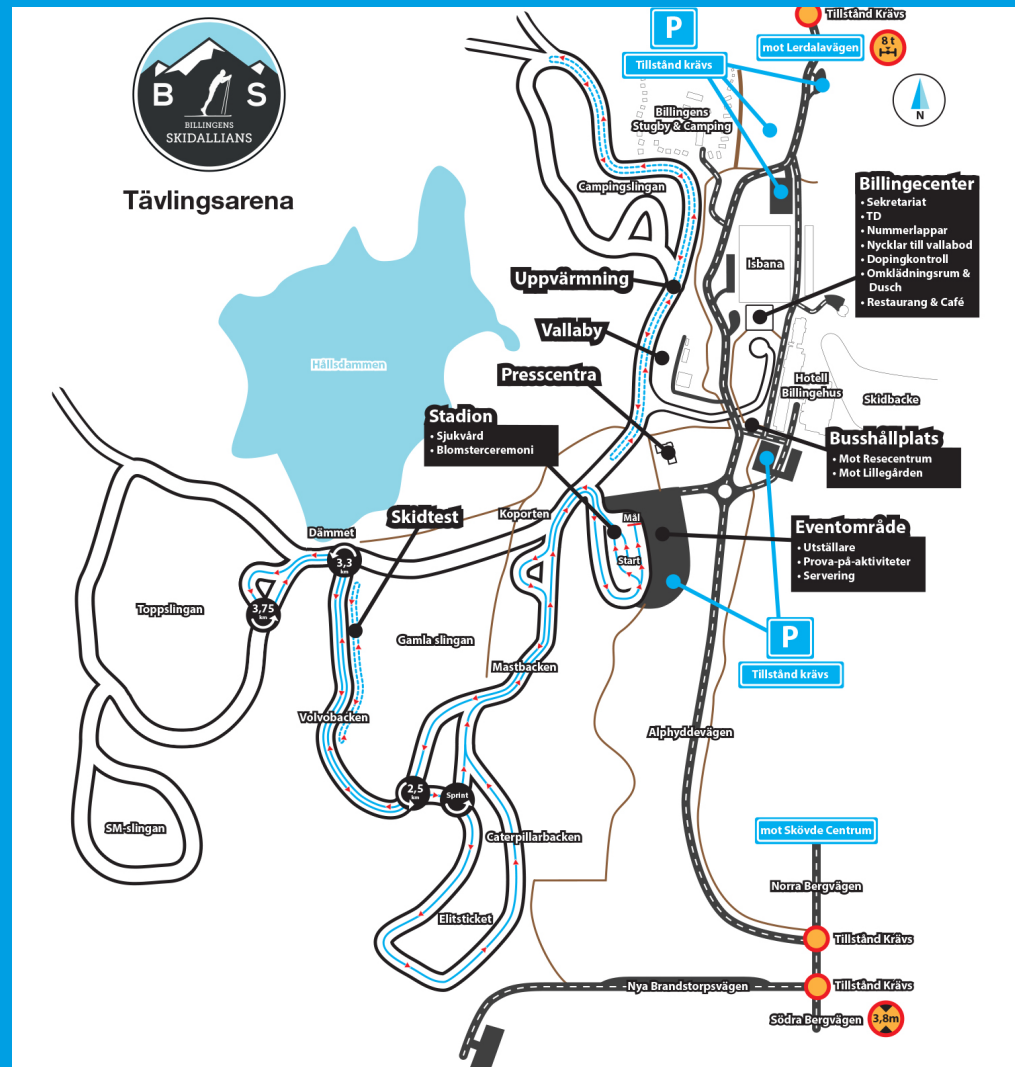 B S
BILLINGENS
SKIDALLIANS
Tävlingsarena
P
Tillstånd krävs
Tillstånd Krävs
mot Lerdalavägen
8 t
N
Billingens
Stugby & Camping
Campingslingan
Billingecenter
• Sekretariat
• TD
• Nummerlappar
• Nycklar till vallabod
• Dopingkontroll
• Omklädningsrum &
Dusch
• Restaurang & Café
Isbana
Uppvärmning
Vallaby
Presscentra
Hållsdammen
Hotell
Billingehus
Skidbacke
Stadion
• Sjukvård
• Blomsterceremoni
Busshållplats
• Mot Resecentrum
• Mot Lillegården
Skidtest
Koporten
Mål
Start
Dämmet
Eventområde
• Utställare
• Prova-på-aktiviteter
• Servering
3,3
km
Toppslingan
3,75
km
Gamla slingan
P
Tillstånd krävs
Mastbacken
Volvobacken
Alphyddevägen
2,5
km
Sprint
SM-slingan
Caterpillarbacken
mot Skövde Centrum
Norra Bergvägen
Elitsticket
Tillstånd Krävs
Nya Brandstorpsvägen
Tillstånd Krävs
Södra Bergvägen
3,8m